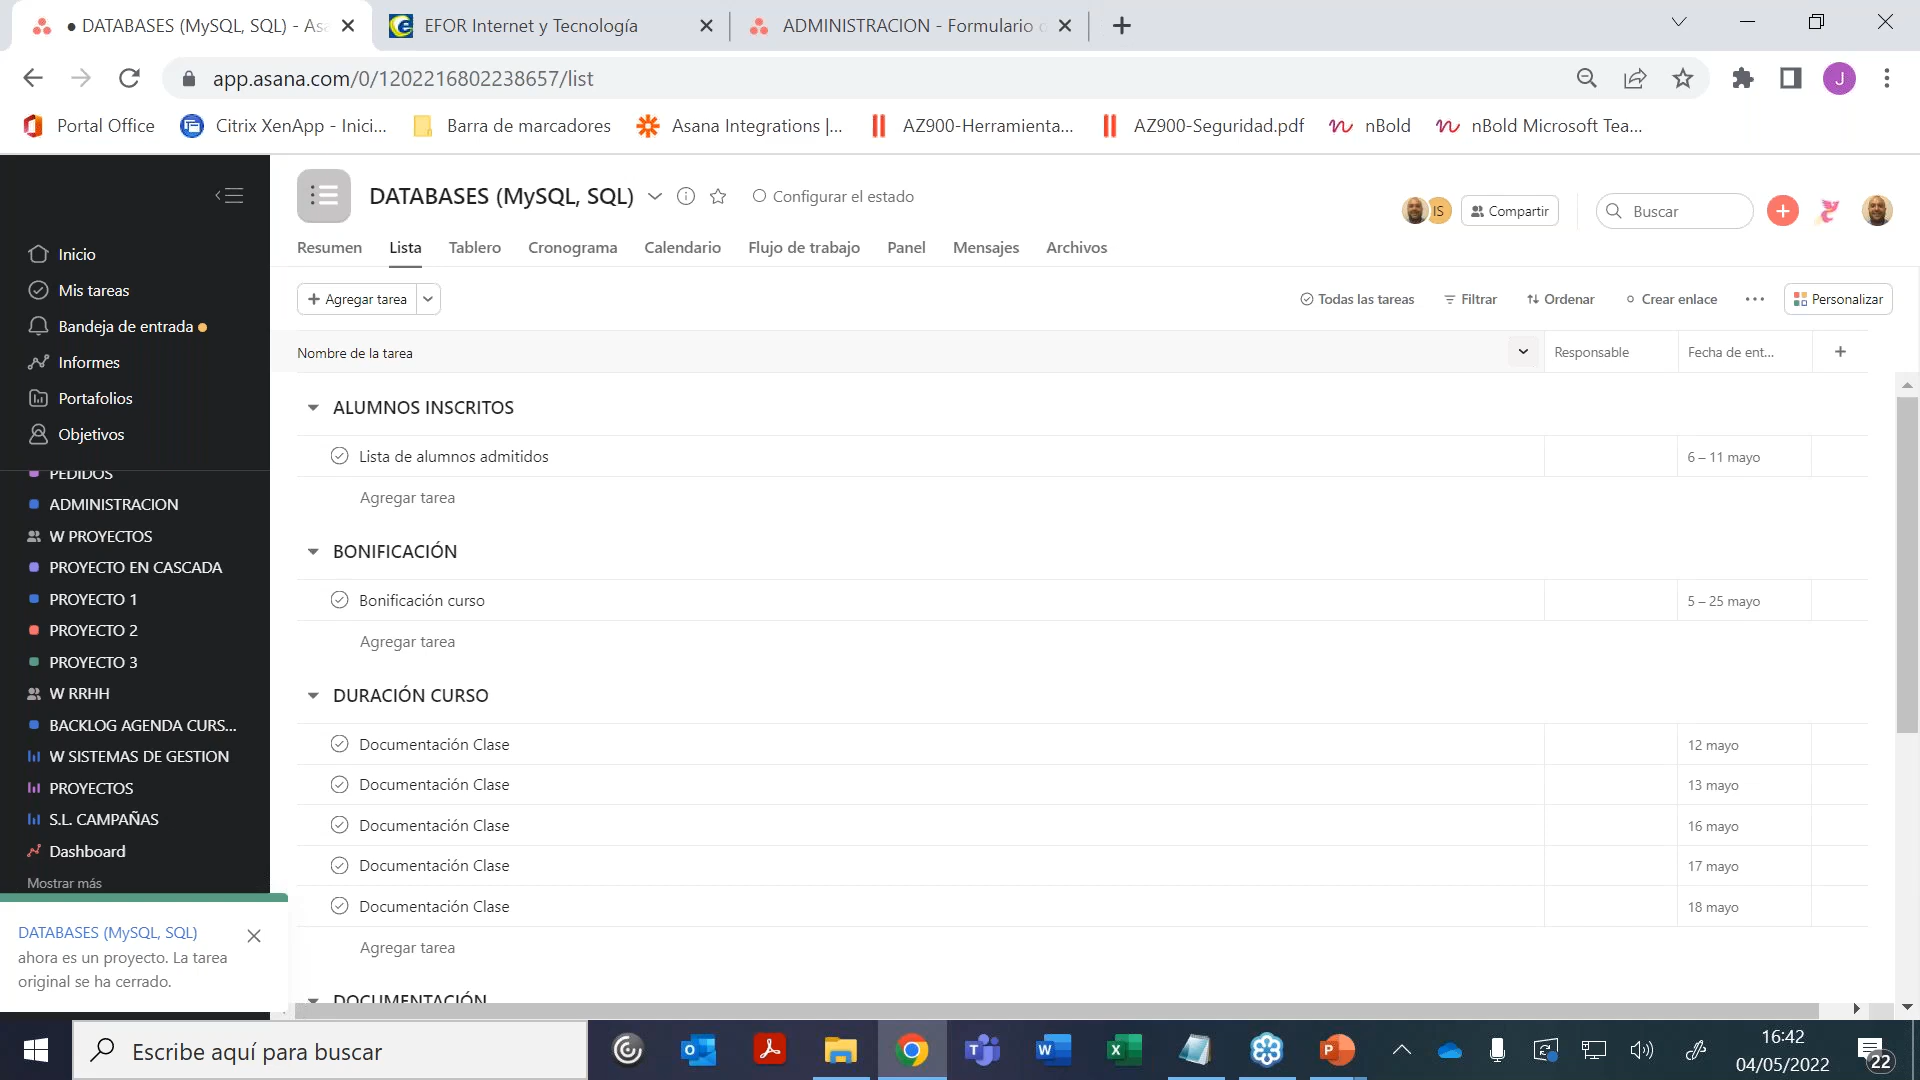 ● DATABASES (MySQL, SQL) - Asa
EFOR Internet y Tecnología
ADMINISTRACION - Formulario
app.asana.com/0/1202216802238657/list
J
Portal Office
Citrix XenApp - Inici...
Barra de marcadores
Asana Integrations |...
AZ900-Herramienta...
AZ900-Seguridad.pdf
nBold
nBold Microsoft Tea...
DATABASES (MySQL, SQL)
Configurar el estado
IS
Compartir
Buscar
Resumen
Lista
Tablero
Cronograma
Calendario
Flujo de trabajo
Panel
Mensajes
Archivos
Inicio
Mis tareas
Bandeja de entrada
Informes
Portafolios
Objetivos
PEDIDOS
ADMINISTRACION
W PROYECTOS
PROYECTO EN CASCADA
PROYECTO 1
PROYECTO 2
PROYECTO 3
W RRHH
BACKLOG AGENDA CURS...
W SISTEMAS DE GESTION
PROYECTOS
S.L. CAMPAÑAS
Dashboard
Mostrar más
DATABASES (MySQL, SQL)
ahora es un proyecto. La tarea
original se ha cerrado.
+ Agregar tarea
Todas las tareas
Filtrar
Ordenar
Crear enlace
Personalizar
Nombre de la tarea
Responsable
Fecha de ent...
ALUMNOS INSCRITOS
Lista de alumnos admitidos
6 – 11 mayo
Agregar tarea
BONIFICACIÓN
Bonificación curso
5 – 25 mayo
Agregar tarea
DURACIÓN CURSO
Documentación Clase
12 mayo
Documentación Clase
13 mayo
Documentación Clase
16 mayo
Documentación Clase
17 mayo
Documentación Clase
18 mayo
Agregar tarea
DOCUMENTACIÓN
Escribe aquí para buscar
16:42
04/05/2022
22